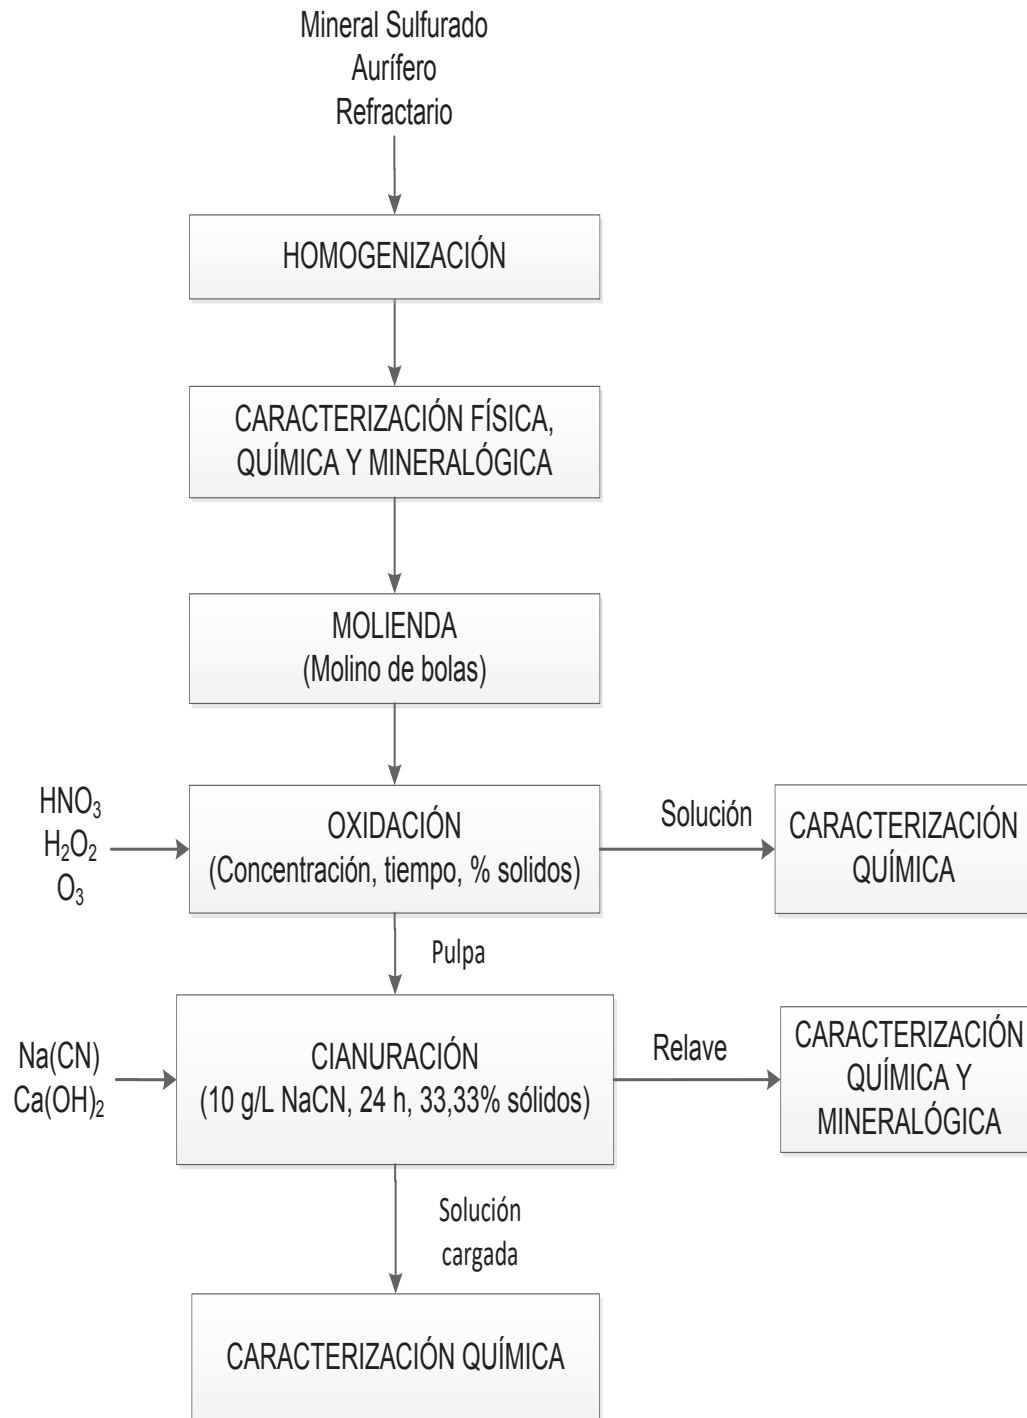 Mineral Sulfurado
Aurífero
Refractario
HOMOGENIZACIÓN
CARACTERIZACIÓN FÍSICA,
QUÍMICA Y MINERALÓGICA
MOLIENDA
(Molino de bolas)
HNO₃
H₂O₂
O₃
OXIDACIÓN
(Concentración, tiempo, % solidos)
Solución
CARACTERIZACIÓN
QUÍMICA
Pulpa
Na(CN)
Ca(OH)₂
CIANURACIÓN
(10 g/L NaCN, 24 h, 33,33% sólidos)
Relave
CARACTERIZACIÓN
QUÍMICA Y
MINERALÓGICA
Solución
cargada
CARACTERIZACIÓN QUÍMICA